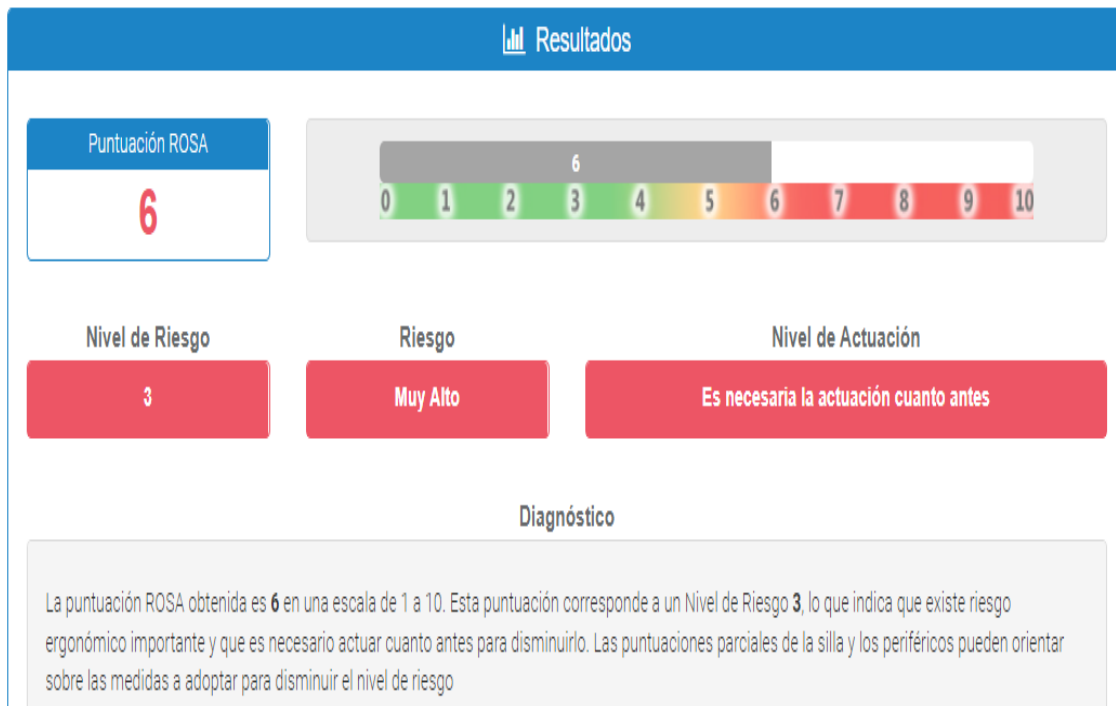 Resultados
Puntuación ROSA
6
6
0 1 2 3 4 5 6 7 8 9 10
Nivel de Riesgo
Riesgo
Nivel de Actuación
3
Muy Alto
Es necesaria la actuación cuanto antes
Diagnóstico
La puntuación ROSA obtenida es 6 en una escala de 1 a 10. Esta puntuación corresponde a un Nivel de Riesgo 3, lo que indica que existe riesgo
ergonómico importante y que es necesario actuar cuanto antes para disminuirlo. Las puntuaciones parciales de la silla y los periféricos pueden orientar
sobre las medidas a adoptar para disminuir el nivel de riesgo